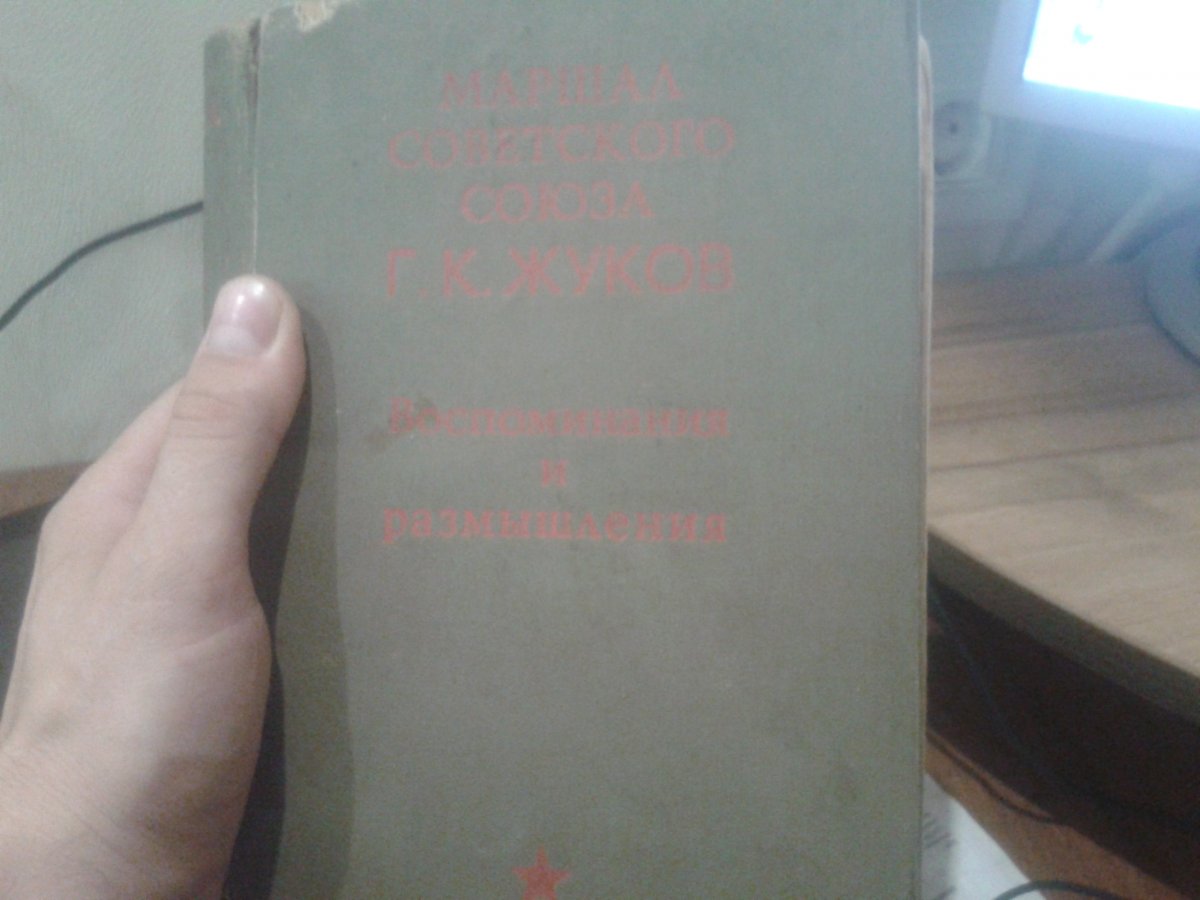 МАРШАЛ
СОВЕТСКОГО
СОЮЗА
Г. К. ЖУКОВ
Воспоминания
и
размышления